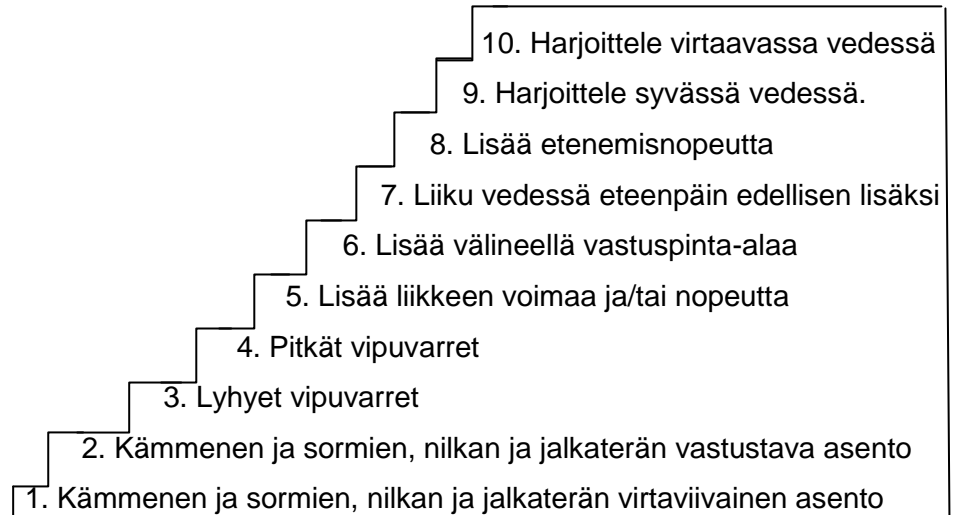 10. Harjoittele virtaavassa vedessä
9. Harjoittele syvässä vedessä.
8. Lisää etenemisnopeutta
7. Liiku vedessä eteenpäin edellisen lisäksi
6. Lisää välineellä vastuspinta-alaa
5. Lisää liikkeen voimaa ja/tai nopeutta
4. Pitkät vipuvarret
3. Lyhyet vipuvarret
2. Kämmenen ja sormien, nilkan ja jalkaterän vastustava asento
1. Kämmenen ja sormien, nilkan ja jalkaterän virtaviivainen asento